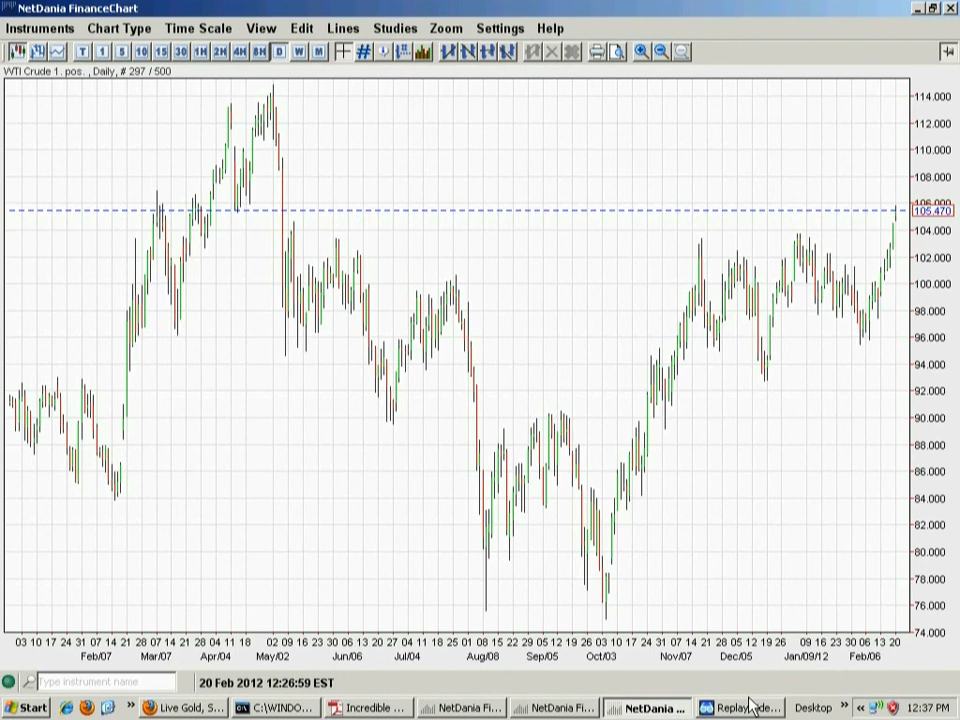 NetDania FinanceChart
Instruments Chart Type Time Scale View Edit Lines Studies Zoom Settings Help
T 1 5 10 15 30 1H 2H 4H 8H D W M
WTI Crude 1. pos. , Daily, # 297 / 500
114.000
112.000
110.000
108.000
106.000
105.470
104.000
102.000
100.000
98.000
96.000
94.000
92.000
90.000
88.000
86.000
84.000
82.000
80.000
78.000
76.000
74.000
03 10 17 24 31 07 14 21 28 07 14 21 28 04 11 18 02 09 16 23 30 06 13 20 27 04 11 18 25 01 08 15 22 29 05 12 19 26 03 10 17 24 31 07 14 21 28 05 12 19 26 09 16 23 30 06 13 20
Feb/07 Mar/07 Apr/04 May/02 Jun/06 Jul/04 Aug/08 Sep/05 Oct/03 Nov/07 Dec/05 Jan/09/12 Feb/06
Type instrument name 20 Feb 2012 12:26:59 EST
Start » Live Gold, S... C:\WINDO... Incredible ... NetDania Fi... NetDania Fi... NetDania ... Desktop » « 12:37 PM